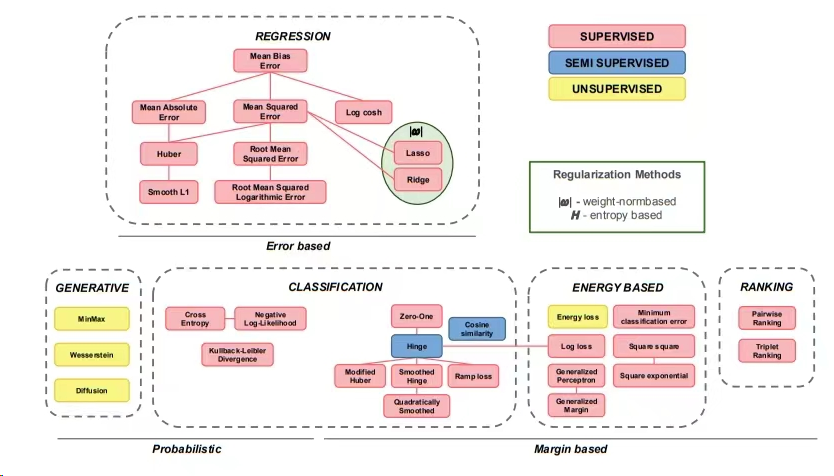 REGRESSION
Mean Bias
Error
Mean Absolute
Error
Mean Squared
Error
Log cosh
|ω|
Huber
Root Mean
Squared Error
Lasso
Ridge
Smooth L1
Root Mean Squared
Logarithmic Error
Error based
SUPERVISED
SEMI SUPERVISED
UNSUPERVISED
Regularization Methods
|ω| - weight-normbased
H - entropy based
GENERATIVE
MinMax
Wesserstein
Diffusion
CLASSIFICATION
Cross
Entropy
Negative
Log-Likelihood
Kullback-Leibler
Divergence
Zero-One
Cosine
similarity
Hinge
Modified
Huber
Smoothed
Hinge
Ramp loss
Quadratically
Smoothed
ENERGY BASED
Energy loss
Minimum
classification error
Log loss
Square square
Generalized
Perceptron
Square exponential
Generalized
Margin
RANKING
Pairwise
Ranking
Triplet
Ranking
Probabilistic
Margin based